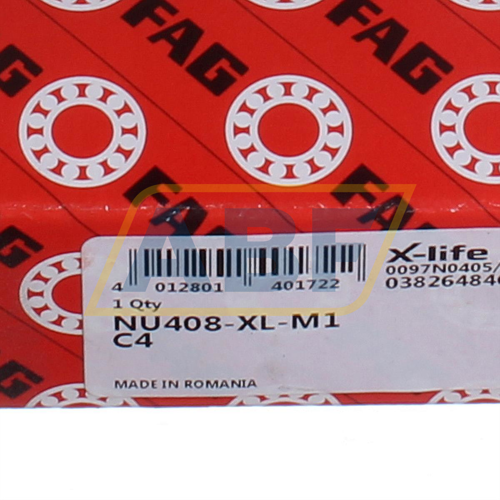 FAG
FAG
FAG
FAG
ABL
X-life
0097N0405/
4 012801 401722
03826484
1 Qty
NU408-XL-M1
C4
MADE IN ROMANIA